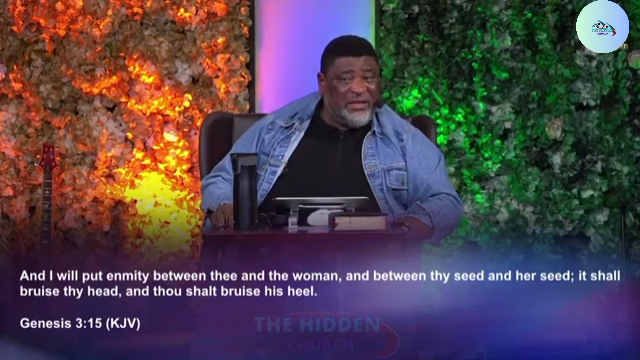 And I will put enmity between thee and the woman, and between thy seed and her seed; it shall
bruise thy head, and thou shalt bruise his heel.
Genesis 3:15 (KJV)
THE HIDDEN
CHURCH